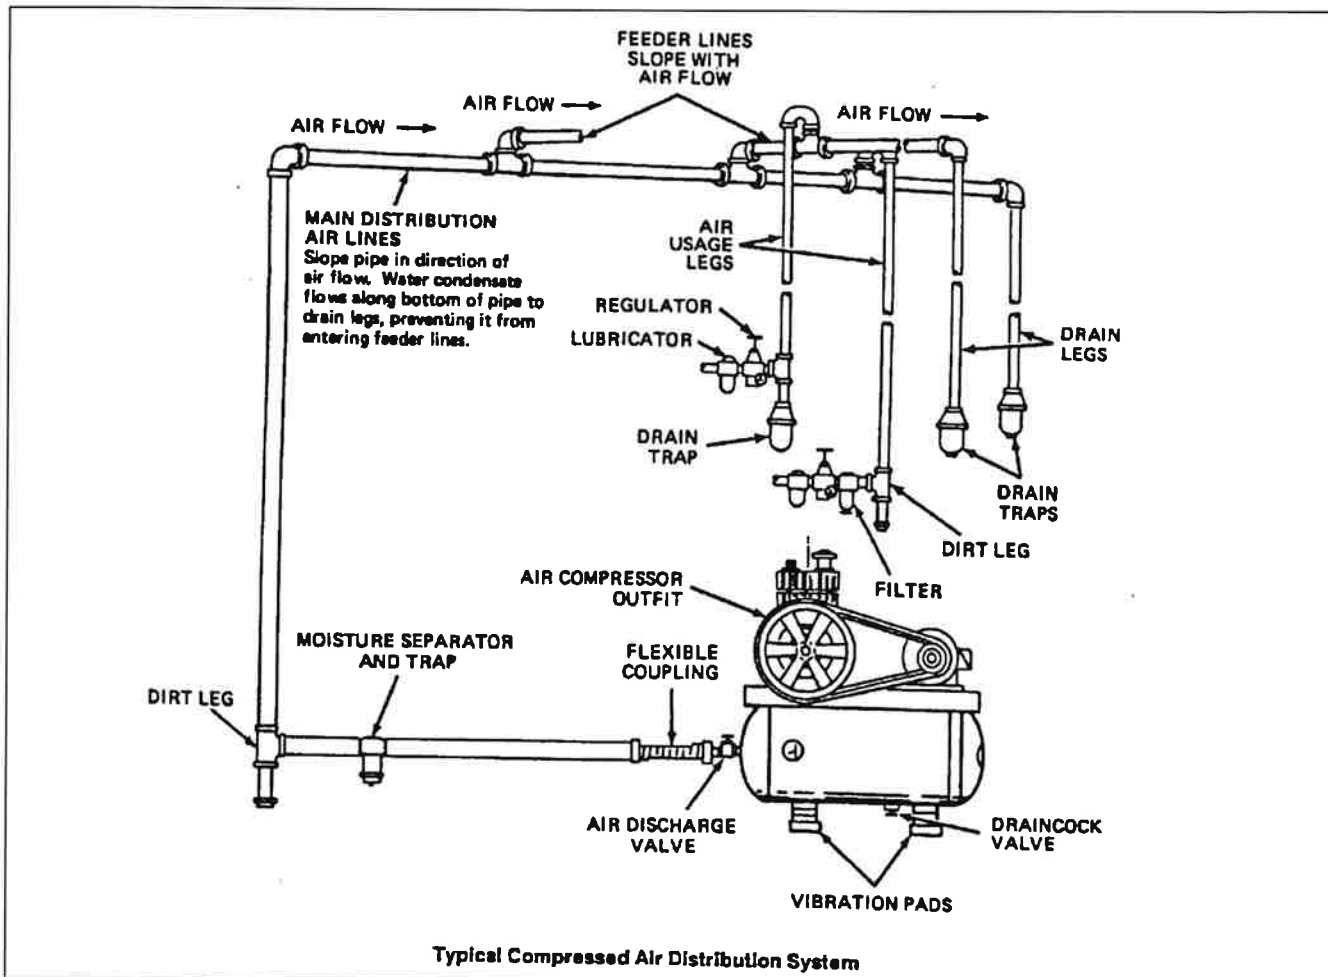 FEEDER LINES
SLOPE WITH
AIR FLOW
AIR FLOW
AIR FLOW
AIR FLOW
MAIN DISTRIBUTION
AIR LINES
Slope pipe in direction of
air flow. Water condensate
flows along bottom of pipe to
drain legs, preventing it from
entering feeder lines.
AIR
USAGE
LEGS
REGULATOR
LUBRICATOR
DRAIN
LEGS
DRAIN
TRAP
DRAIN
TRAPS
DIRT LEG
FILTER
AIR COMPRESSOR
OUTFIT
MOISTURE SEPARATOR
AND TRAP
FLEXIBLE
COUPLING
DIRT LEG
AIR DISCHARGE
VALVE
DRAINCOCK
VALVE
VIBRATION PADS
Typical Compressed Air Distribution System